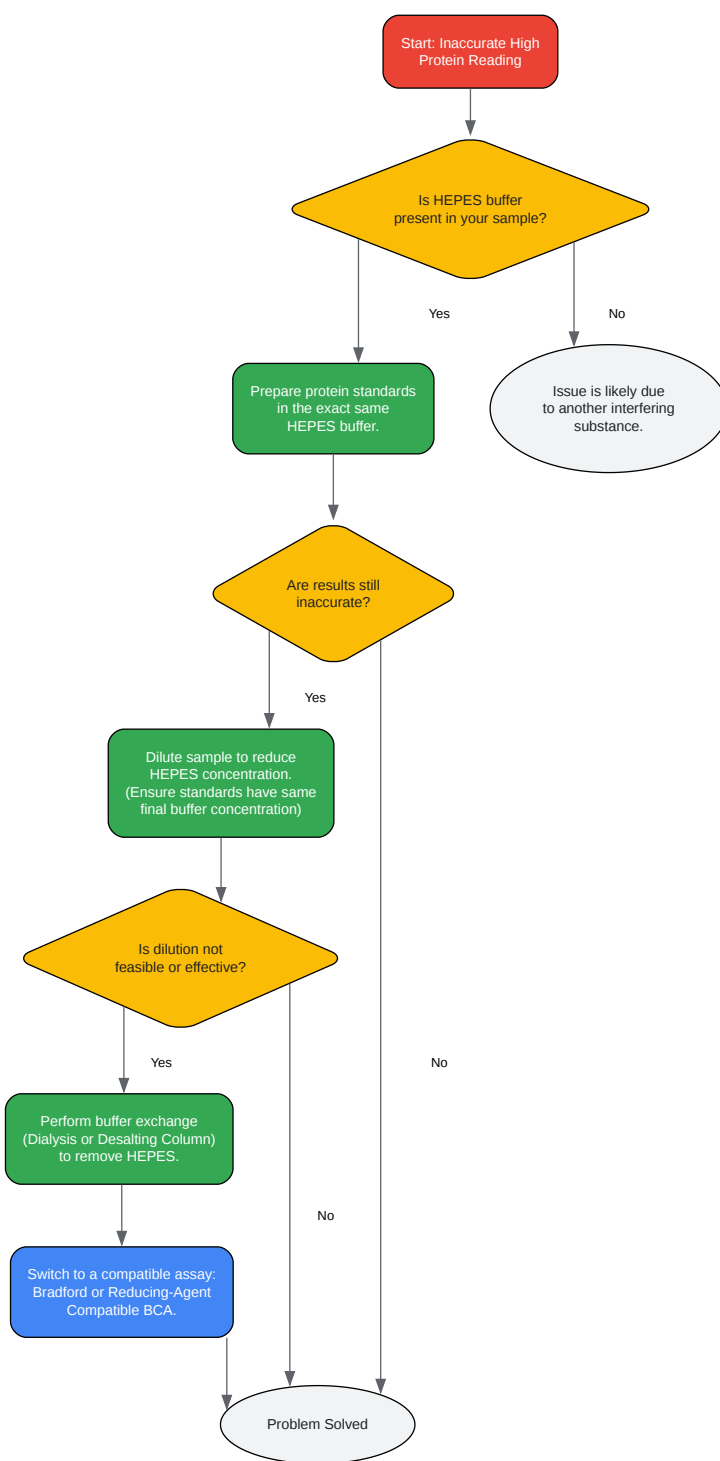 Start: Inaccurate High
Protein Reading
Is HEPES buffer
present in your sample?
Yes
No
Prepare protein standards
in the exact same
HEPES buffer.
Issue is likely due
to another interfering
substance.
Are results still
inaccurate?
Yes
Dilute sample to reduce
HEPES concentration.
(Ensure standards have same
final buffer concentration)
Is dilution not
feasible or effective?
Yes
No
Perform buffer exchange
(Dialysis or Desalting Column)
to remove HEPES.
No
Switch to a compatible assay:
Bradford or Reducing-Agent
Compatible BCA.
Problem Solved